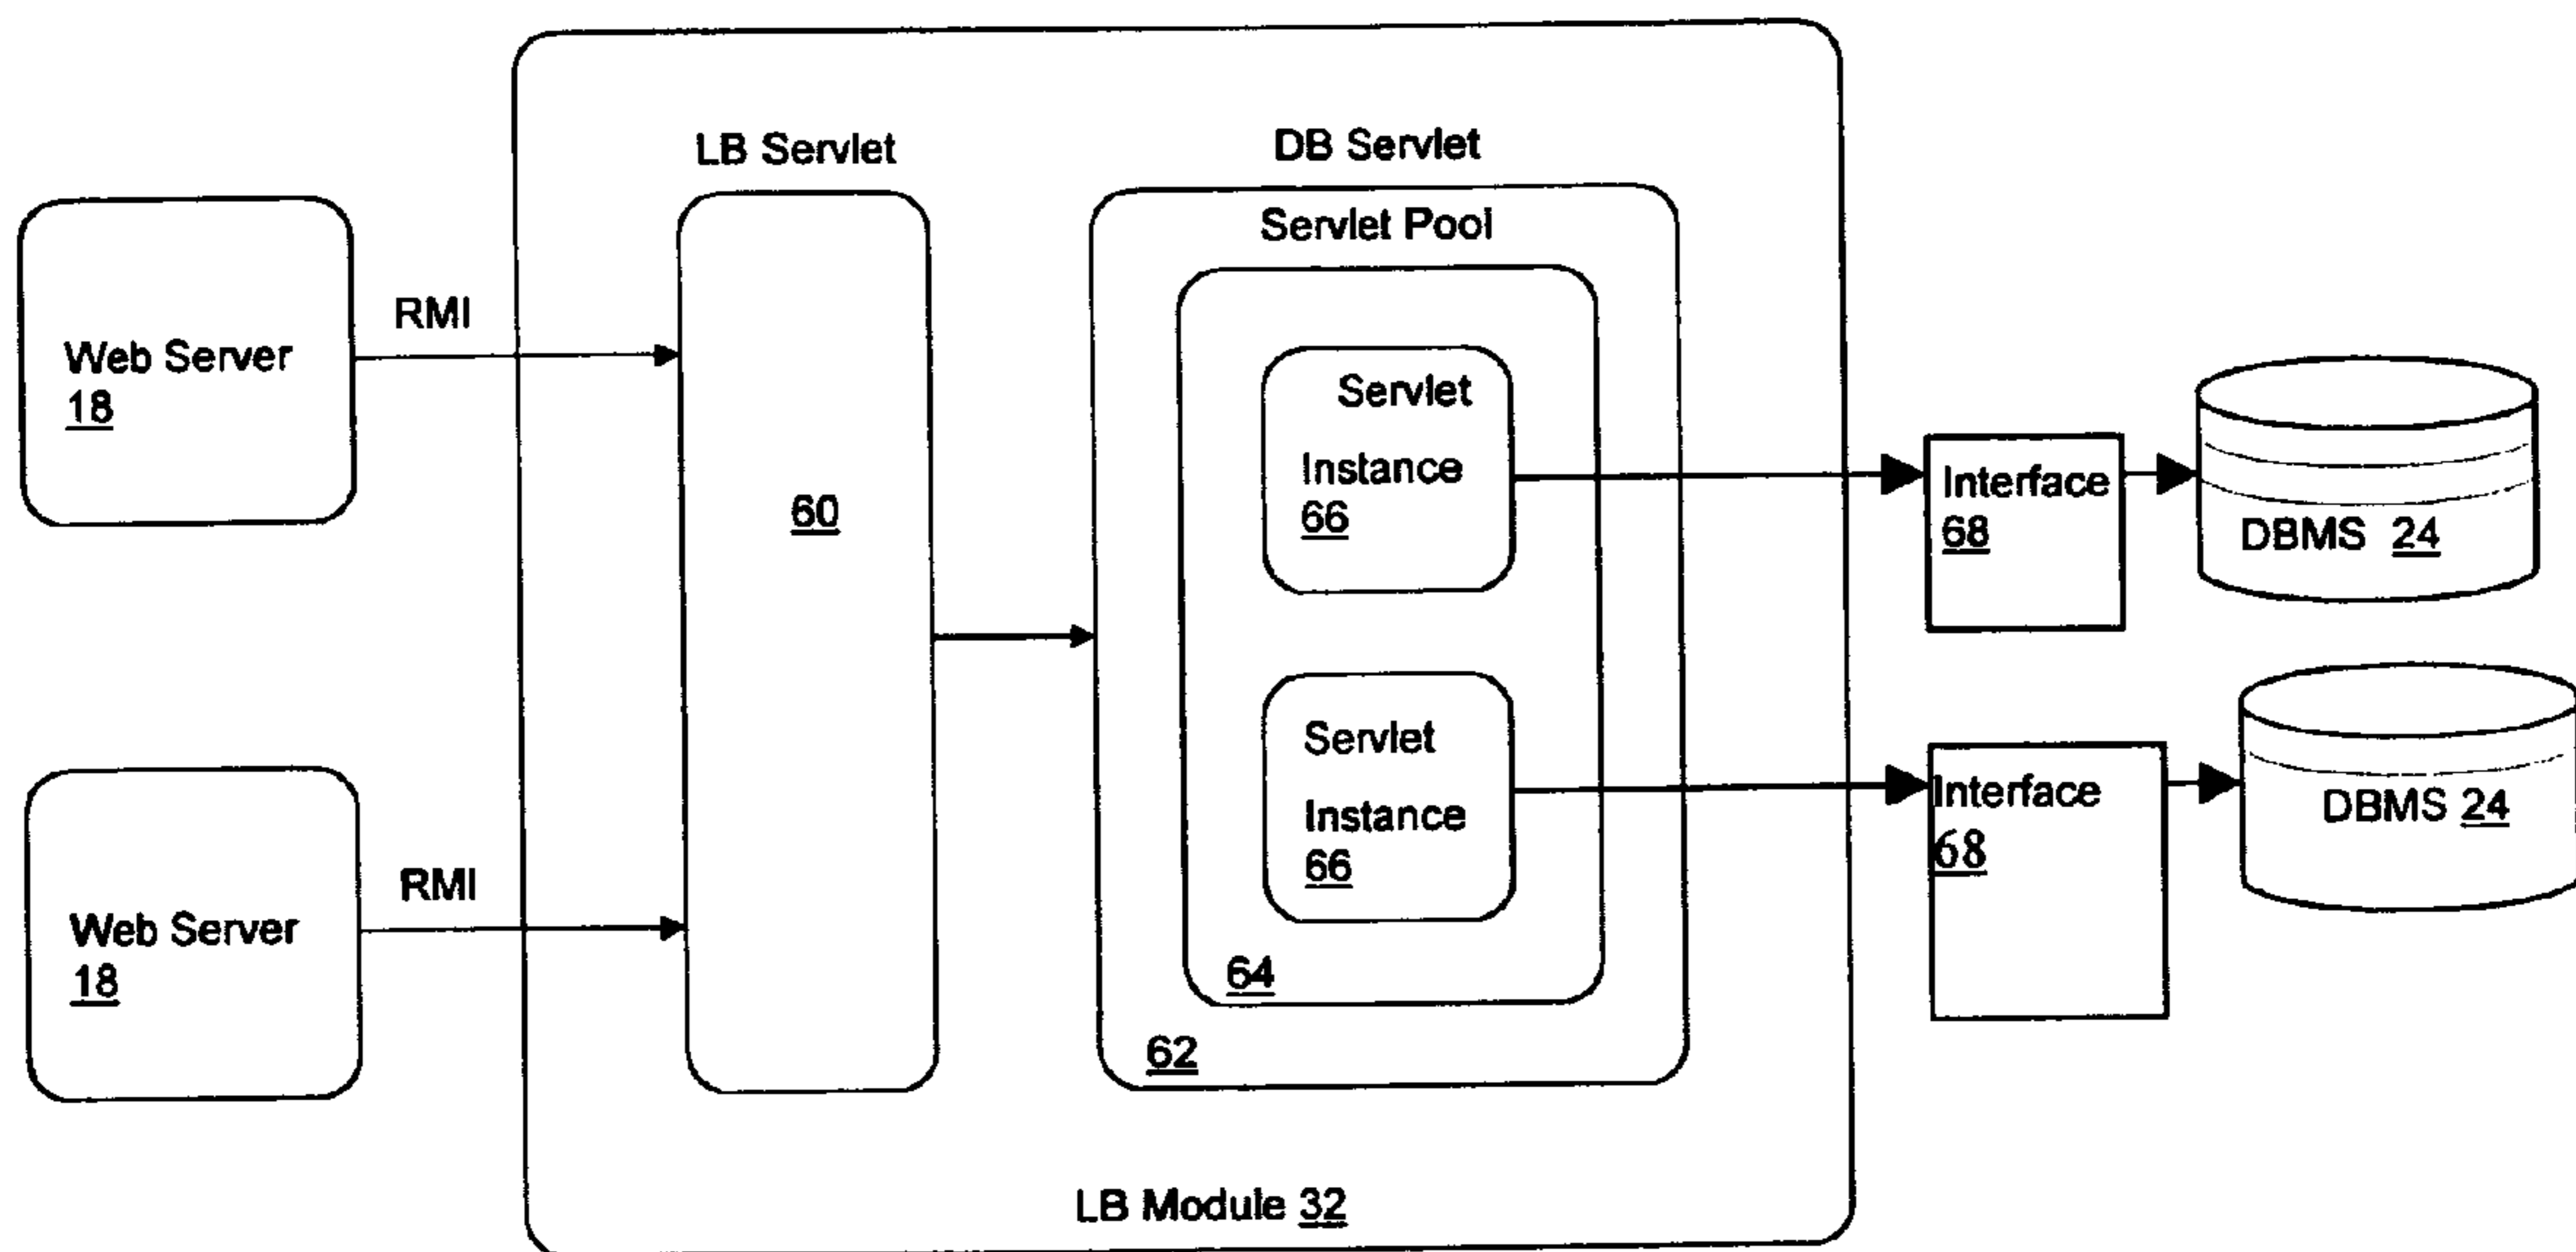 LB Servlet
DB Servlet
Servlet Pool
RMI
Web Server
18
60
Servlet
Instance
66
Interface
68
DBMS 24
Servlet
Instance
66
Interface
68
DBMS 24
RMI
Web Server
18
64
62
LB Module 32